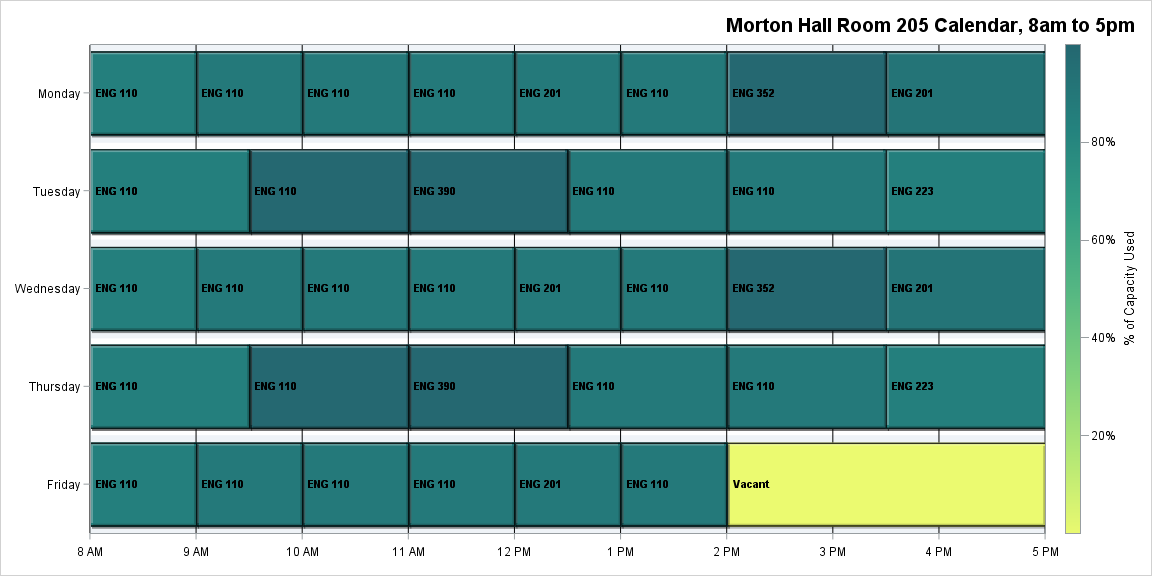 Morton Hall Room 205 Calendar, 8am to 5pm
Monday
ENG 110
ENG 110
ENG 110
ENG 110
ENG 201
ENG 110
ENG 352
ENG 201
Tuesday
ENG 110
ENG 110
ENG 390
ENG 110
ENG 110
ENG 223
Wednesday
ENG 110
ENG 110
ENG 110
ENG 110
ENG 201
ENG 110
ENG 352
ENG 201
Thursday
ENG 110
ENG 110
ENG 390
ENG 110
ENG 110
ENG 223
Friday
ENG 110
ENG 110
ENG 110
ENG 110
ENG 201
ENG 110
Vacant
8 AM
9 AM
10 AM
11 AM
12 PM
1 PM
2 PM
3 PM
4 PM
5 PM
80%
60%
40%
20%
% of Capacity Used